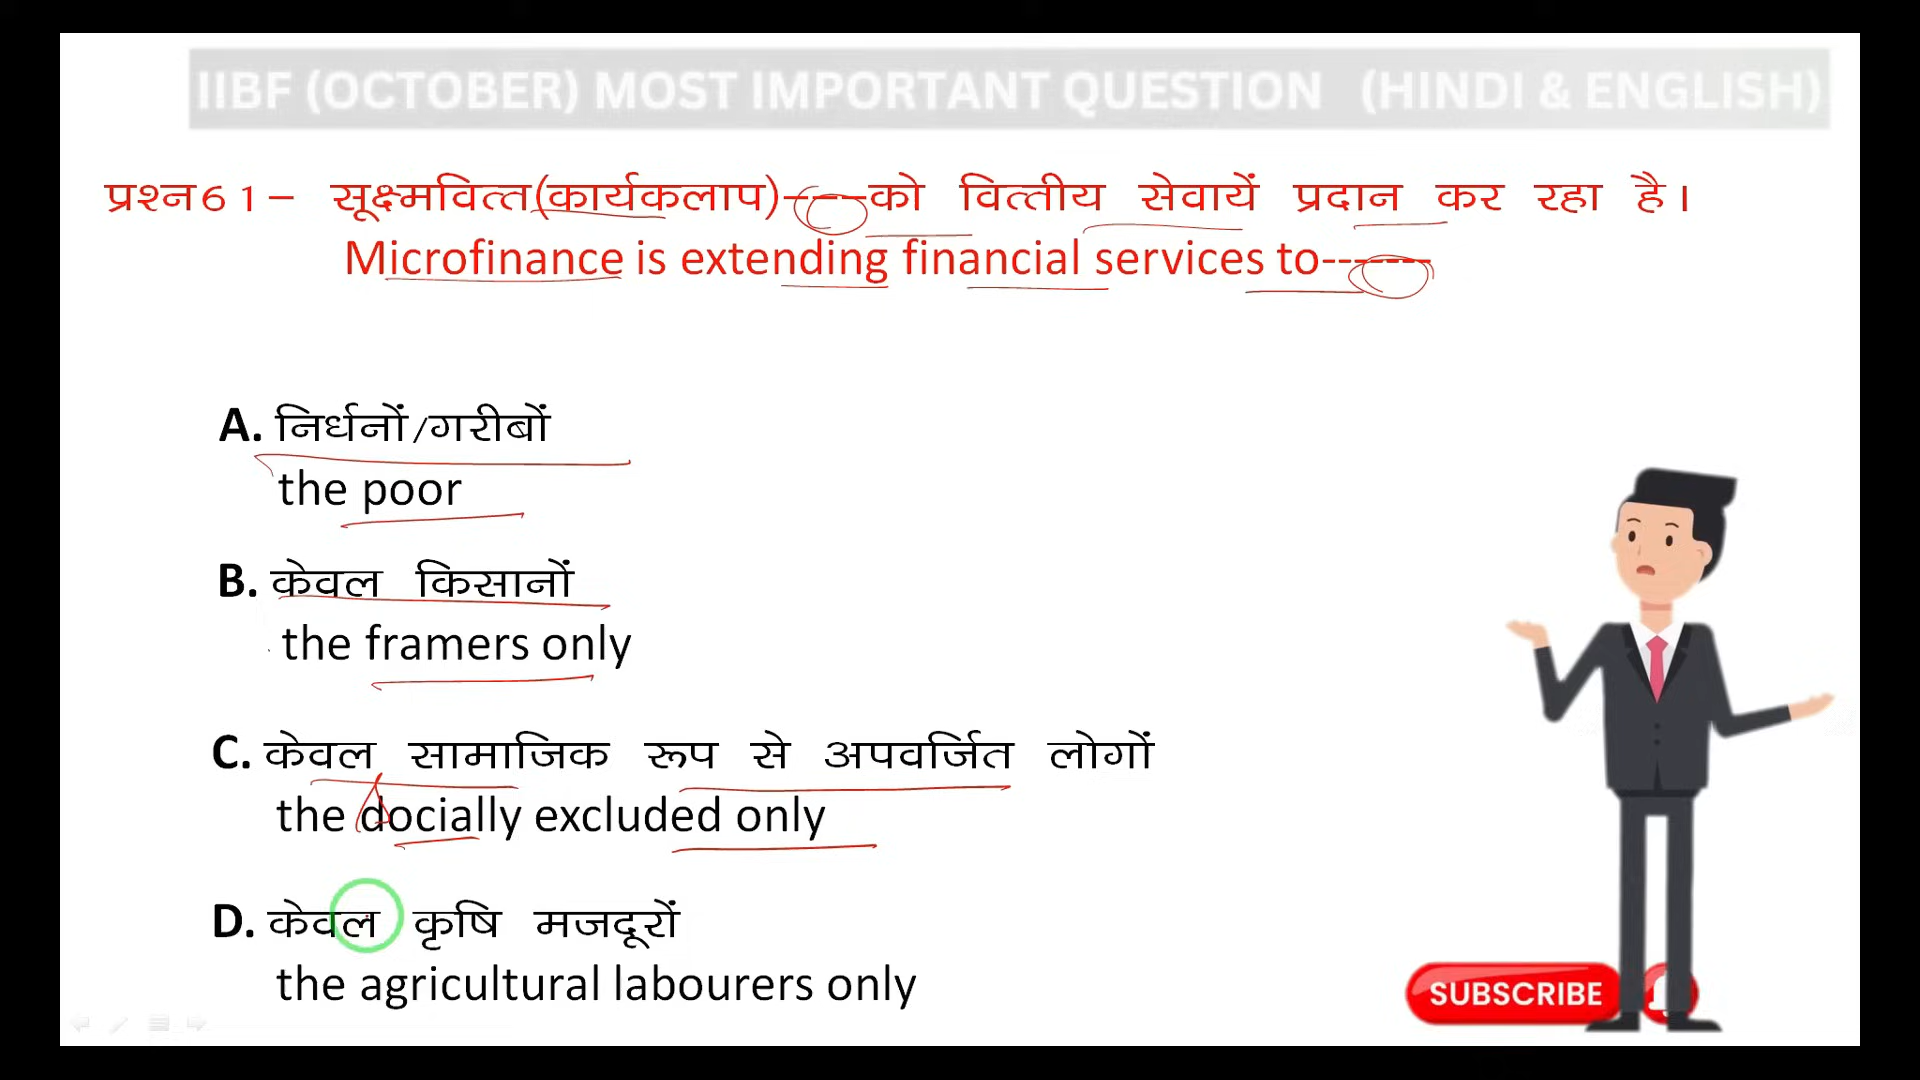 IIBF (OCTOBER) MOST IMPORTANT QUESTION (HINDI & ENGLISH)
प्रश्न61- सूक्ष्मवित्त(कार्यकलाप)----को वित्तीय सेवायें प्रदान कर रहा है।
Microfinance is extending financial services to-------
A. निर्धनों/गरीबों
the poor
B. केवल किसानों
the framers only
C. केवल सामाजिक रूप से अपवर्जित लोगों
the docially excluded only
D. केवल कृषि मजदूरों
the agricultural labourers only
SUBSCRIBE